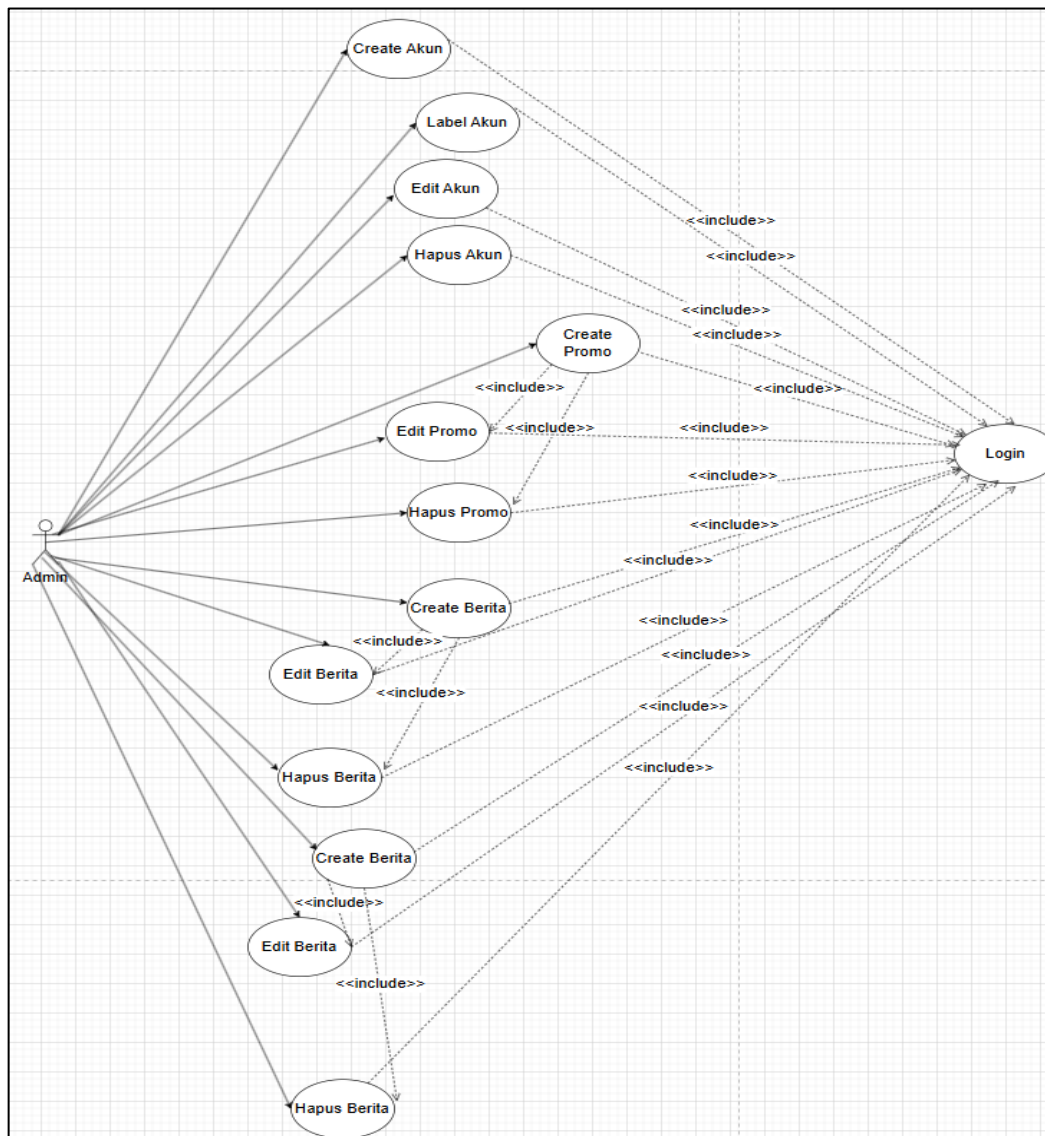 Create Akun
Label Akun
Edit Akun
<<include>>
Hapus Akun
<<include>>
<<include>>
<<include>>
Create
Promo
<<include>>
<<include>>
Edit Promo
<<include>>
<<include>>
Login
<<include>>
Hapus Promo
<<include>>
<<include>>
Admin
Create Berita
<<include>>
<<include>>
<<include>>
Edit Berita
<<include>>
<<include>>
Hapus Berita
<<include>>
Create Berita
<<include>>
Edit Berita
<<include>>
Hapus Berita